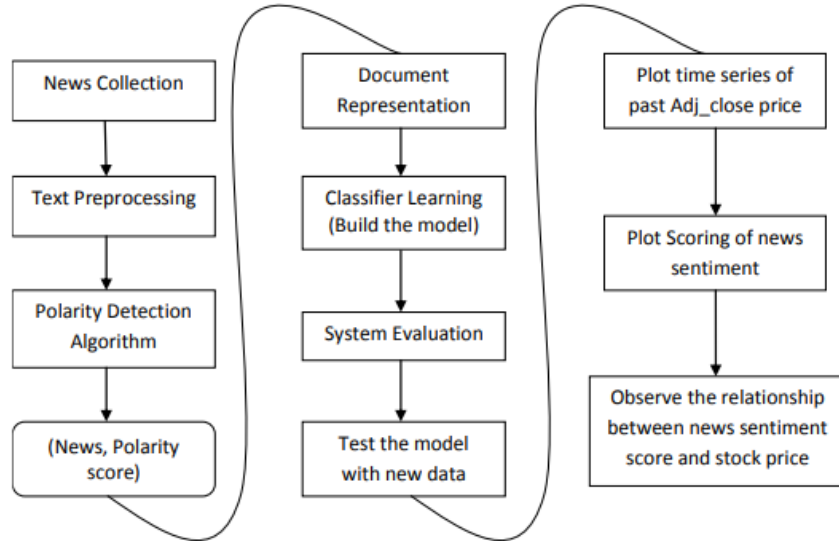 News Collection
Text Preprocessing
Polarity Detection
Algorithm
(News, Polarity
score)
Document
Representation
Classifier Learning
(Build the model)
System Evaluation
Test the model
with new data
Plot time series of
past Adj_close price
Plot Scoring of news
sentiment
Observe the relationship
between news sentiment
score and stock price